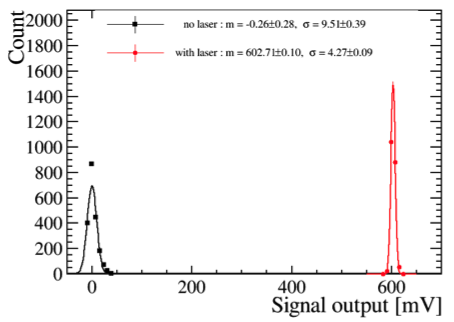 Count
2000
1800
1600
1400
1200
1000
800
600
400
200
0
no laser : m = -0.26±0.28, σ = 9.51±0.39
with laser : m = 602.71±0.10, σ = 4.27±0.09
0 200 400 600
Signal output [mV]